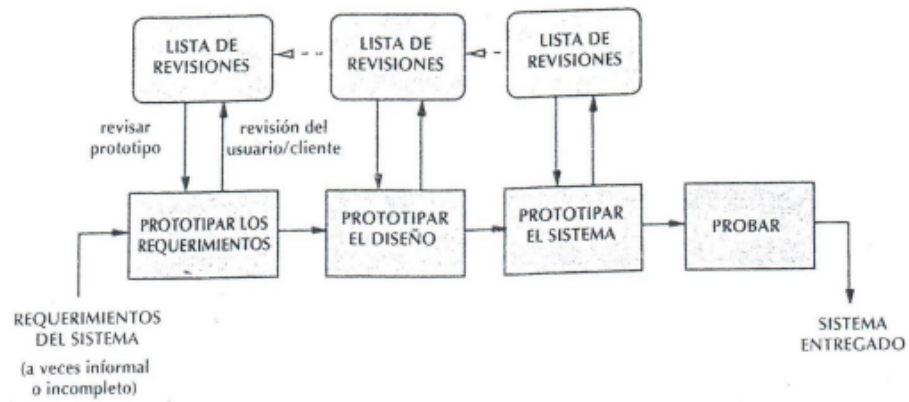 LISTA DE
REVISIONES
LISTA DE
REVISIONES
LISTA DE
REVISIONES
revisar
prototipo
revisión del
usuario/cliente
PROTOTIPAR LOS
REQUERIMIENTOS
PROTOTIPAR
EL DISEÑO
PROTOTIPAR
EL SISTEMA
PROBAR
REQUERIMIENTOS
DEL SISTEMA
(a veces informal
o incompleto)
SISTEMA
ENTREGADO